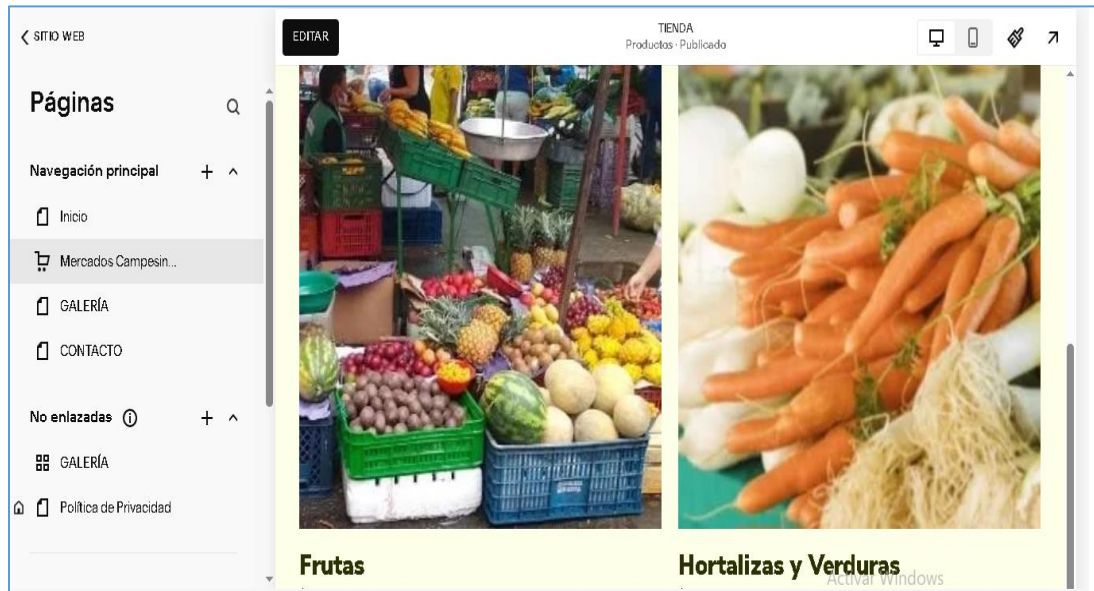 SITIO WEB
Páginas
Navegación principal
Inicio
Mercados Campesin...
GALERÍA
CONTACTO
No enlazadas
GALERÍA
Política de Privacidad
EDITAR
TIENDA
Productos · Publicado
Frutas
Hortalizas y Verduras
Activar Windows